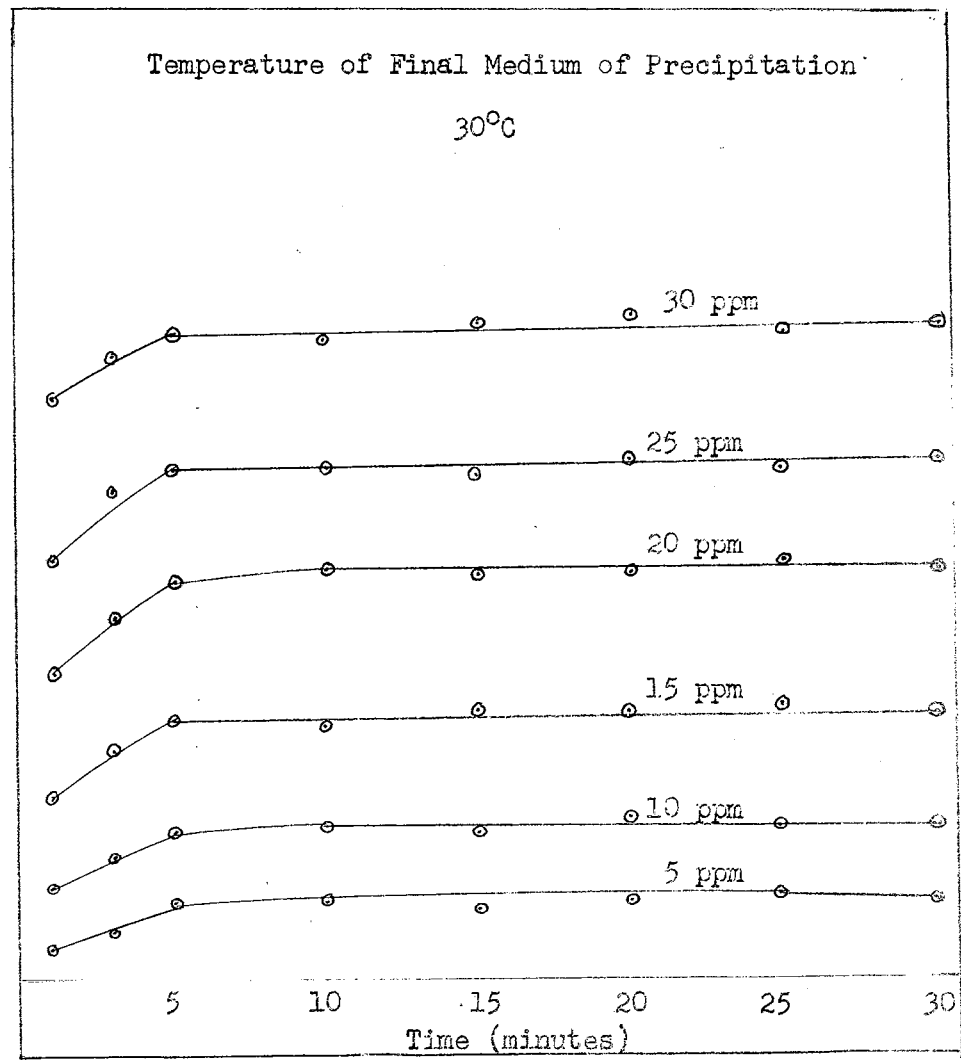 Temperature of Final Medium of Precipitation
30°C
30 ppm
25 ppm
20 ppm
15 ppm
10 ppm
5 ppm
5 10 15 20 25 30
Time (minutes)